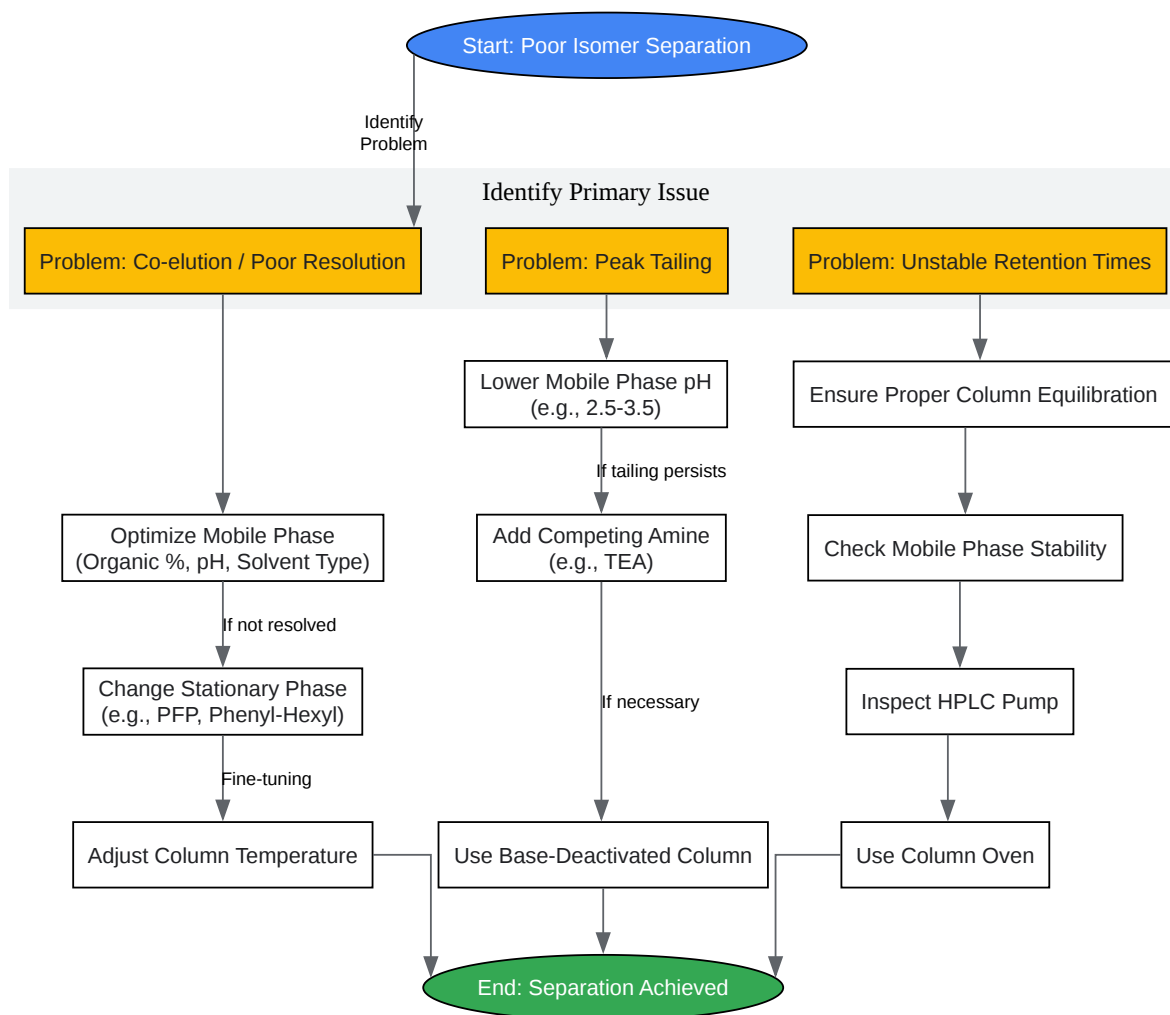 Start: Poor Isomer Separation
Identify
Problem
Identify Primary Issue
Problem: Co-elution / Poor Resolution
Problem: Peak Tailing
Problem: Unstable Retention Times
Lower Mobile Phase pH
(e.g., 2.5-3.5)
Ensure Proper Column Equilibration
If tailing persists
Optimize Mobile Phase
(Organic %, pH, Solvent Type)
Add Competing Amine
(e.g., TEA)
Check Mobile Phase Stability
If not resolved
Change Stationary Phase
(e.g., PFP, Phenyl-Hexyl)
If necessary
Inspect HPLC Pump
Fine-tuning
Adjust Column Temperature
Use Base-Deactivated Column
Use Column Oven
End: Separation Achieved